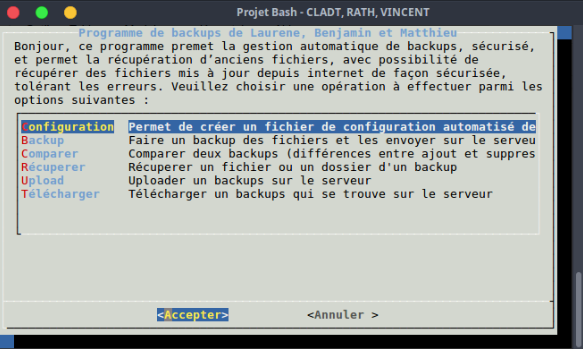 Projet Bash - CLADT, RATH, VINCENT
Programme de backups de Laurene, Benjamin et Matthieu
Bonjour, ce programme premet la gestion automatique de backups, sécurisé,
et permet la récupération d'anciens fichiers, avec possibilité de
récupérer des fichiers mis à jour depuis internet de façon sécurisée,
tolérant les erreurs. Veuillez choisir une opération à effectuer parmi les
options suivantes :
Configuration Permet de créer un fichier de configuration automatisé de
Backup Faire un backup des fichiers et les envoyer sur le serveu
Comparer Comparer deux backups (différences entre ajout et suppres
Récuperer Récuperer un fichier ou un dossier d'un backup
Upload Uploader un backups sur le serveur
Télécharger Télécharger un backups qui se trouve sur le serveur
<Accepter> <Annuler >